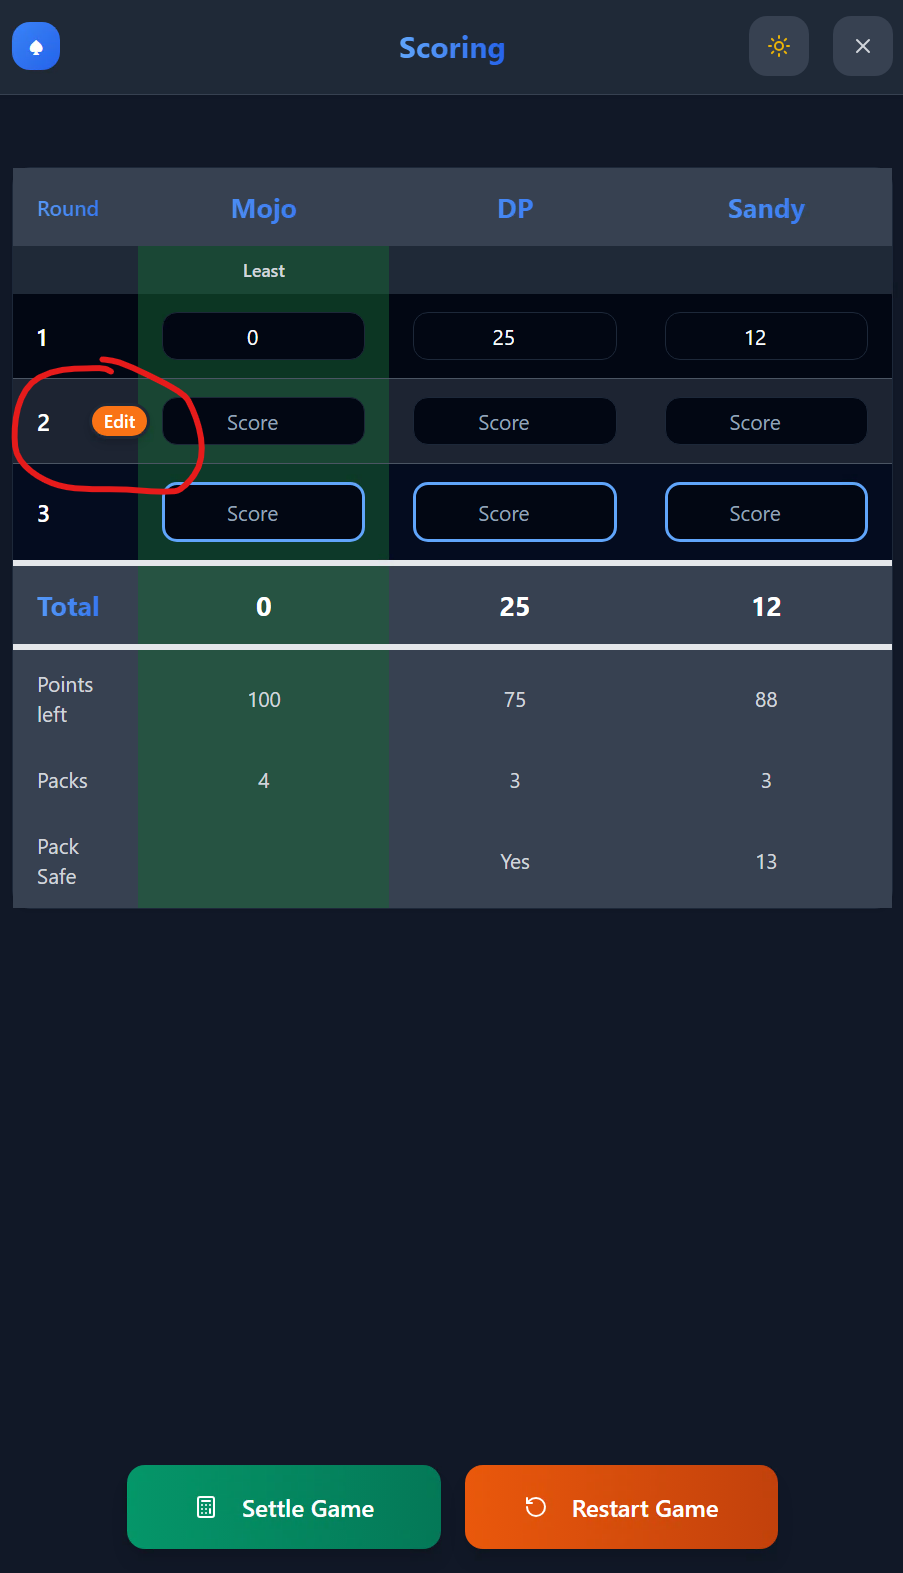 Scoring
Round Mojo DP Sandy
Least
1 0 25 12
2 Edit Score Score Score
3 Score Score Score
Total 0 25 12
Points left 100 75 88
Packs 4 3 3
Pack Safe Yes 13
Settle Game Restart Game